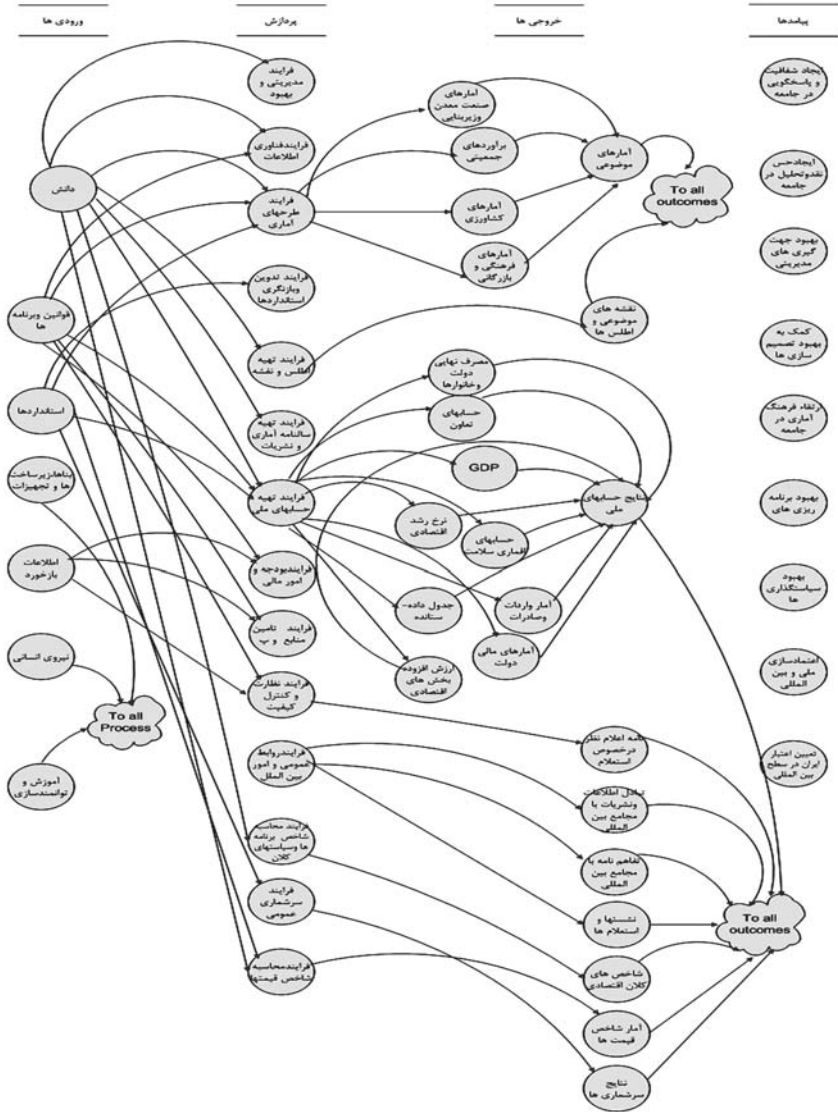 ورودی ها
پردازش
خروجی ها
پیامدها
دانش
قوانین وبرنامه
ها
استانداردها
بناها،زیرساخت
ها و تجهیزات
اطلاعات
بازخورد
نیروی انسانی
To all
Process
آموزش و
توانمندسازی
فرایند
مدیریتی و
بهبود
فرایندفناوری
اطلاعات
فرایند
طرحهای
آماری
فرایند تدوین
وبازنگری
استانداردها
فرایند تهیه
اطلس و نقشه
فرایند تهیه
سالنامه آماری
و نشریات
فرایند تهیه
حسابهای ملی
فرایندبودجه و
امور مالی
فرایند تامین
منابع و پ
فرایند نظارت
و کنترل
کیفیت
فرایندروابط
عمومی و امور
بین الملل
فرایند محاسبه
شاخص برنامه
ها وسیاستهای
کلان
فرایند
سرشماری
عمومی
فرایندمحاسبه
شاخص قیمتها
آمارهای
صنعت معدن
وزیربنایی
برآوردهای
جمعیتی
آمارهای
کشاورزی
آمارهای
فرهنگی و
بازرگانی
آمارهای
موضوعی
To all
outcomes
نقشه های
موضوعی و
اطلس ها
مصرف نهایی
دولت
وخانوارها
حسابهای
تعاون
GDP
نرخ رشد
اقتصادی
حسابهای
اقماری سلامت
جدول داده-
ستانده
آمار واردات
وصادرات
ارزش افزوده
بخش های
اقتصادی
آمارهای مالی
دولت
نتایج حسابهای
ملی
نامه اعلام نظر
درخصوص
استعلام
تبادل اطلاعات
ونشریات با
مجامع بین
المللی
تفاهم نامه با
مجامع بین
المللی
نشستها و
استعلام ها
شاخص های
کلان اقتصادی
آمار شاخص
قیمت ها
نتایج
سرشماری ها
To all
outcomes
ایجاد شفافیت
و پاسخگویی
در جامعه
ایجادحس
نقدوتحلیل در
جامعه
بهبود جهت
گیری های
مدیریتی
کمک به
بهبود تصمیم
سازی ها
ارتقاء فرهنگ
آماری در
جامعه
بهبود برنامه
ریزی های
بهبود
سیاستگذاری
ها
اعتمادسازی
ملی و بین
المللی
تعیین اعتبار
ایران در سطح
بین المللی